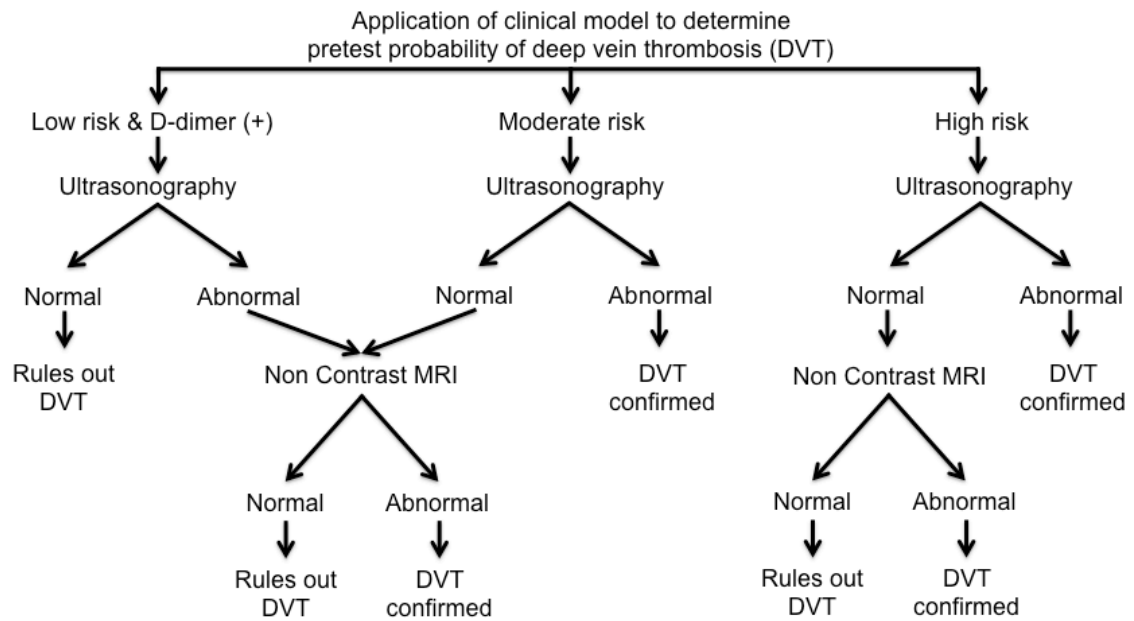 Application of clinical model to determine
pretest probability of deep vein thrombosis (DVT)
Low risk & D-dimer (+)
Moderate risk
High risk
Ultrasonography
Ultrasonography
Ultrasonography
Normal
Abnormal
Normal
Abnormal
Normal
Abnormal
Rules out
DVT
Non Contrast MRI
DVT
confirmed
Non Contrast MRI
DVT
confirmed
Normal
Abnormal
Normal
Abnormal
Rules out
DVT
DVT
confirmed
Rules out
DVT
DVT
confirmed